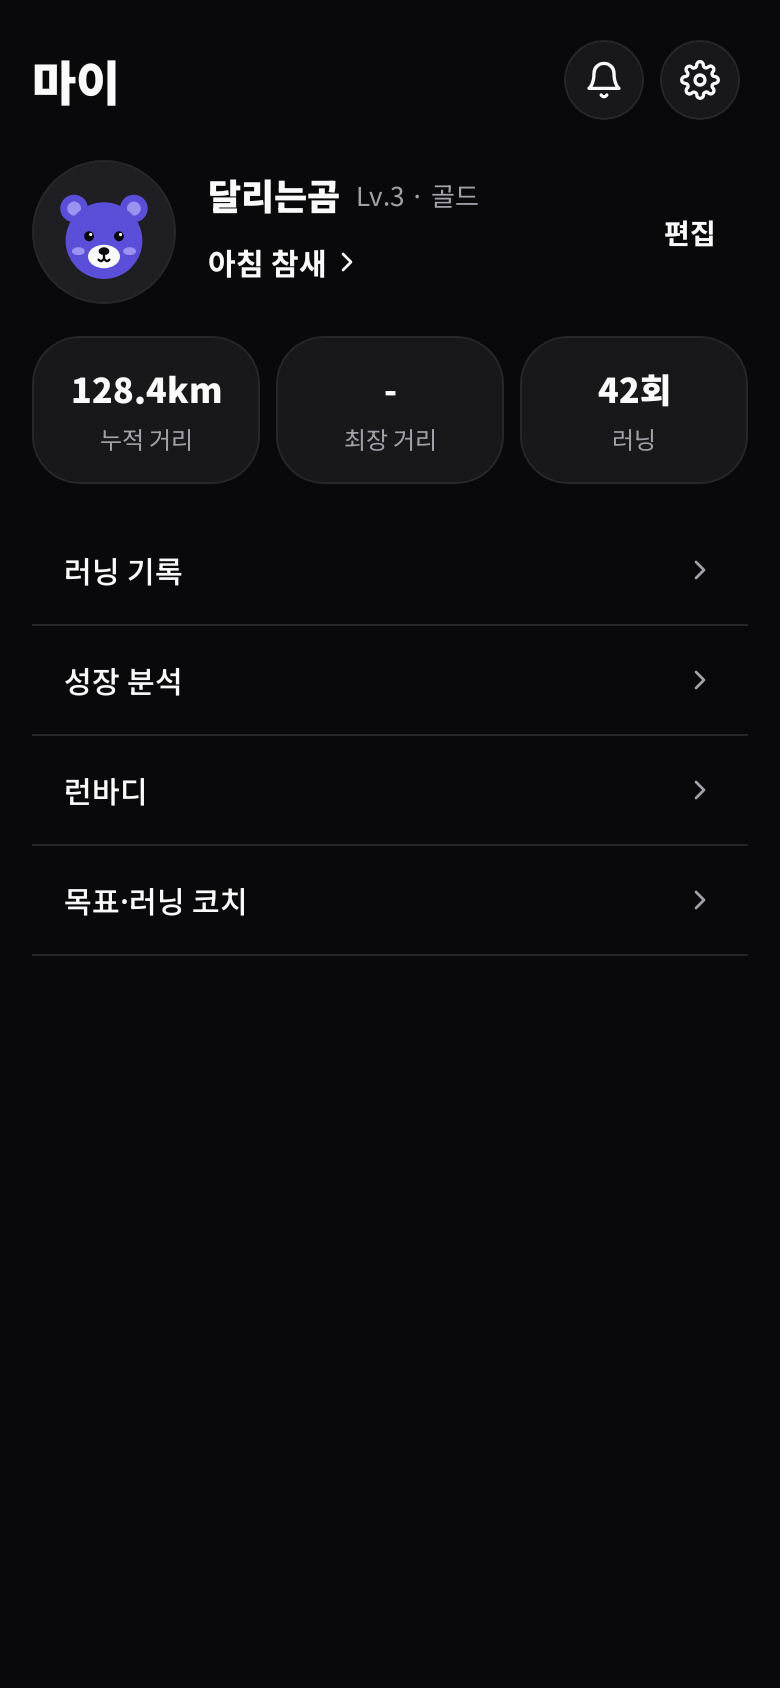 마이
달리는곰 Lv.3 · 골드
아침 참새
편집
128.4km
누적 거리
-
최장 거리
42회
러닝
러닝 기록
성장 분석
런바디
목표·러닝 코치